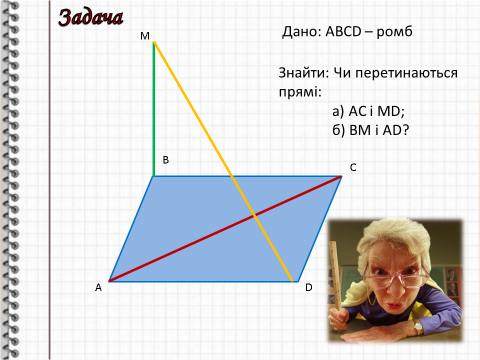 Задача
Дано: ABCD – ромб
Знайти: Чи перетинаються
прямі:
а) AC і MD;
б) BM і AD?
M
B
C
A
D